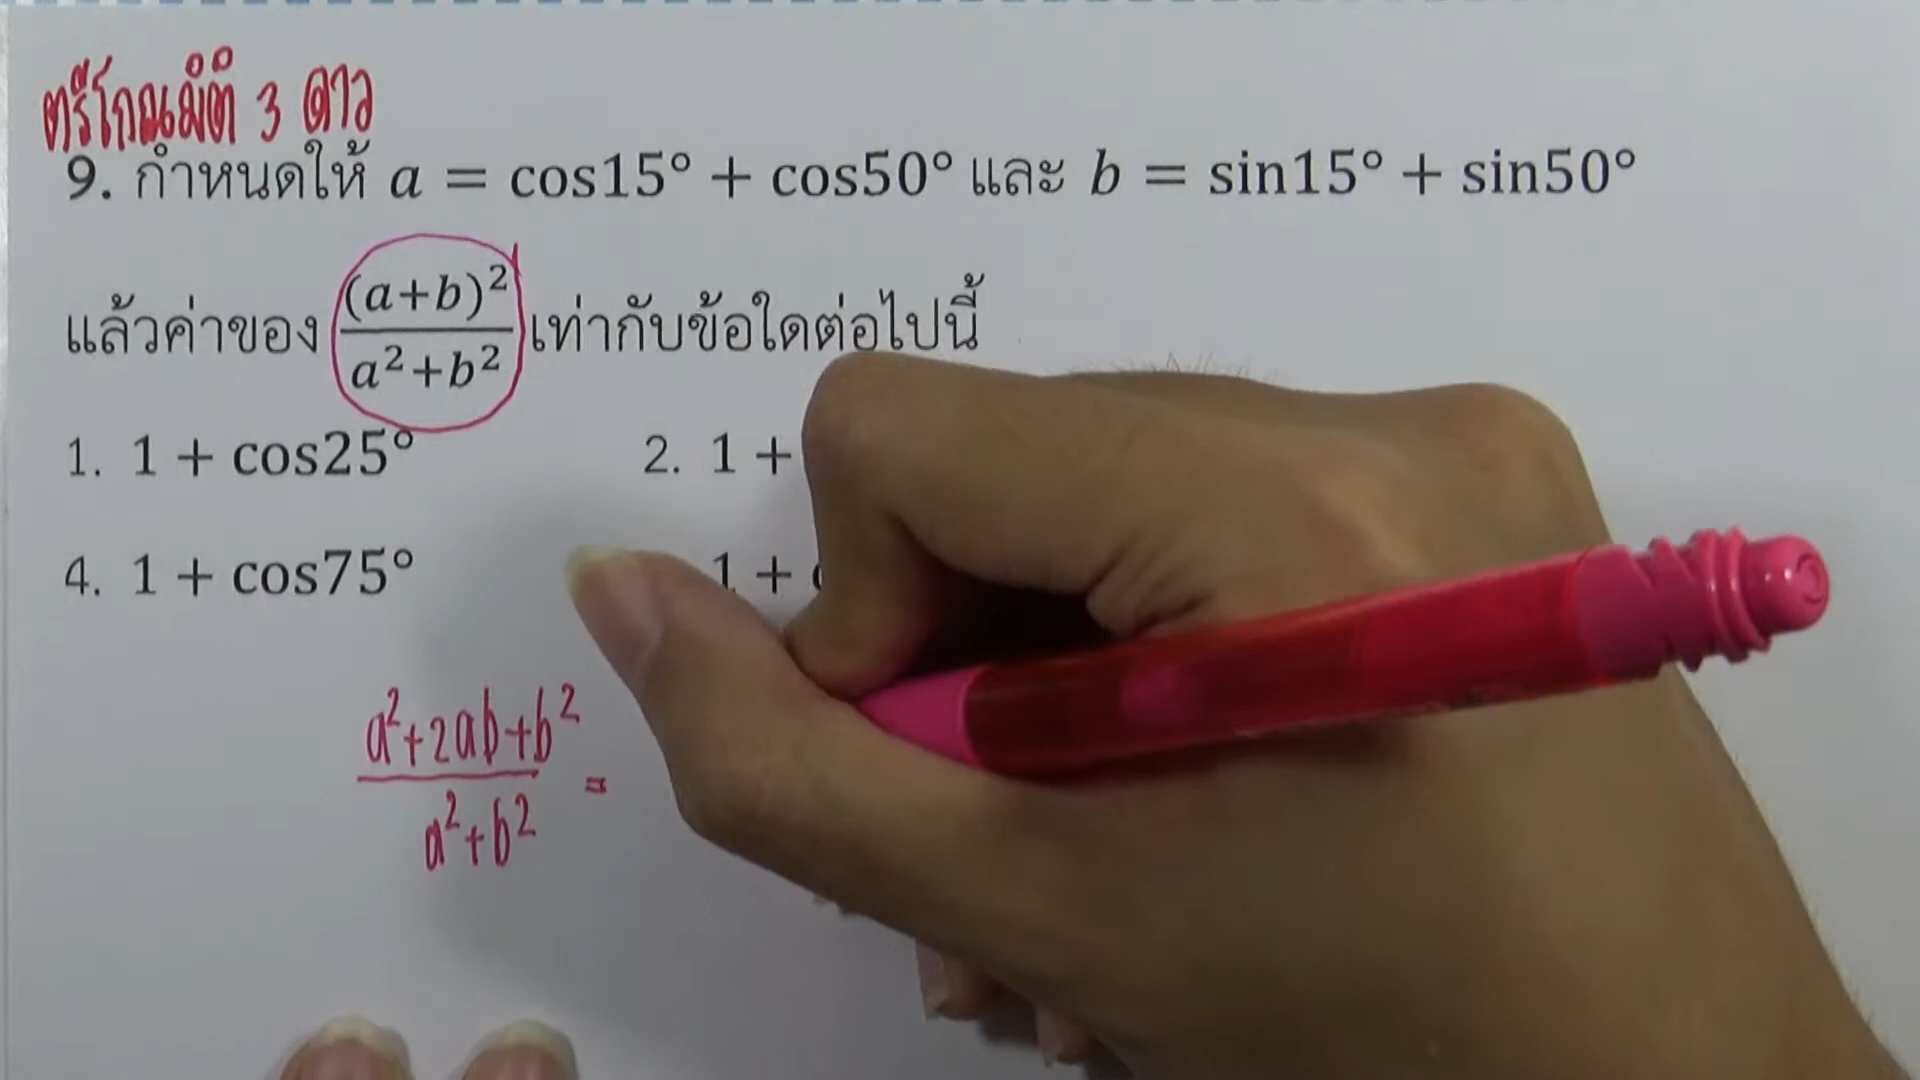 ตรีโกณมิติ 3 ดาว
9. กำหนดให้ a = cos15° + cos50° และ b = sin15° + sin50°
แล้วค่าของ (a+b)²/a²+b² เท่ากับข้อใดต่อไปนี้
1. 1 + cos25° 2. 1 +
4. 1 + cos75° 1 +
a²+2ab+b²
a²+b² =